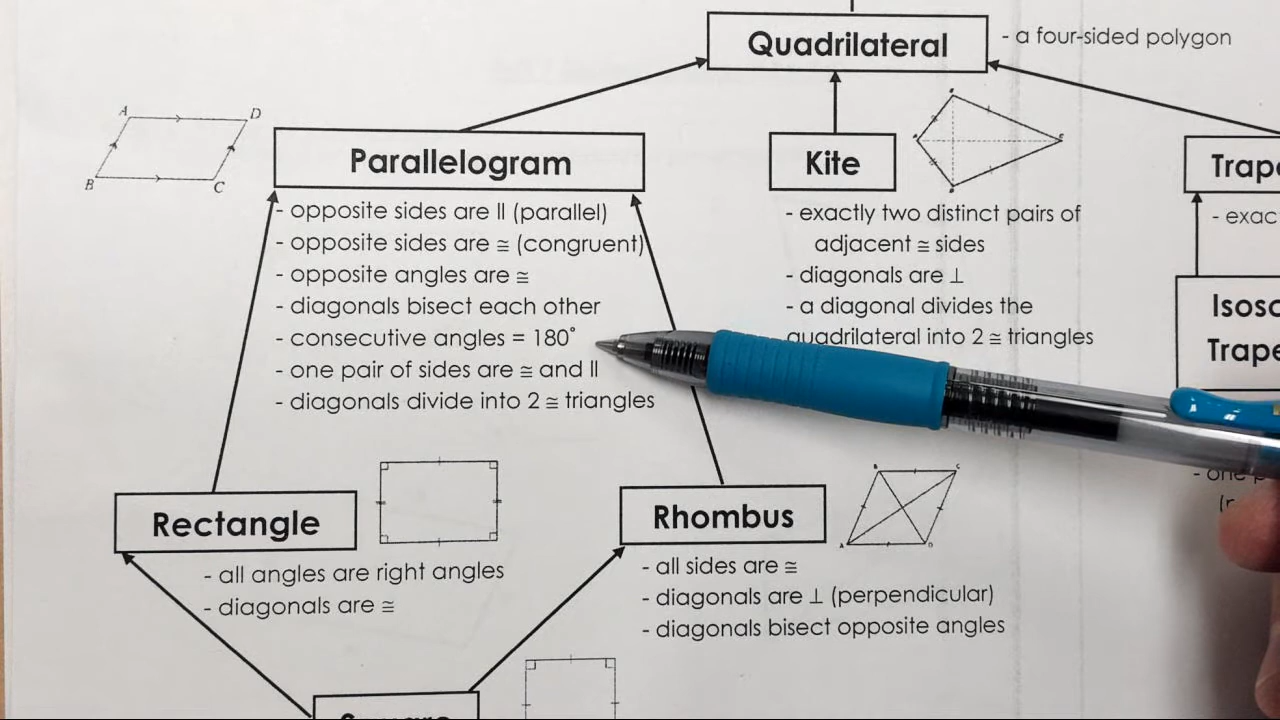 Quadrilateral
- a four-sided polygon
A
D
B
C
Parallelogram
- opposite sides are || (parallel)
- opposite sides are ≅ (congruent)
- opposite angles are ≅
- diagonals bisect each other
- consecutive angles = 180°
- one pair of sides are ≅ and ||
- diagonals divide into 2 ≅ triangles
Kite
- exactly two distinct pairs of
adjacent ≅ sides
- diagonals are ⊥
- a diagonal divides the
quadrilateral into 2 ≅ triangles
Trape
- exac
Isosc
Trape
- one p
Rectangle
- all angles are right angles
- diagonals are ≅
Rhombus
- all sides are ≅
- diagonals are ⊥ (perpendicular)
- diagonals bisect opposite angles
B
C
A
D
Square